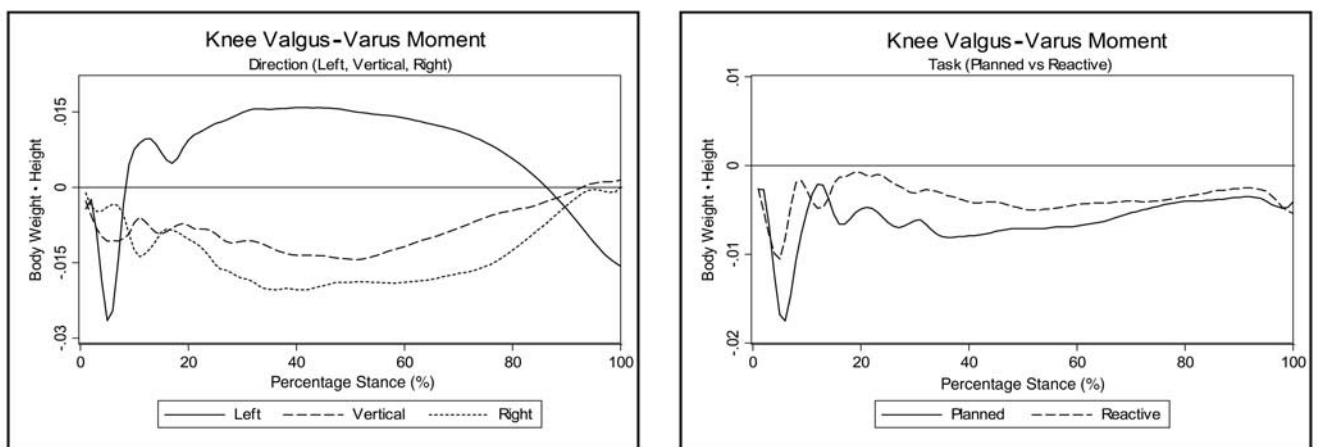 Knee Valgus-Varus Moment
Direction (Left, Vertical, Right)
Body Weight • Height
.015
0
-.015
-.03
0 20 40 60 80 100
Percentage Stance (%)
Left Vertical Right
Knee Valgus-Varus Moment
Task (Planned vs Reactive)
Body Weight • Height
.01
0
-.01
-.02
0 20 40 60 80 100
Percentage Stance (%)
Planned Reactive